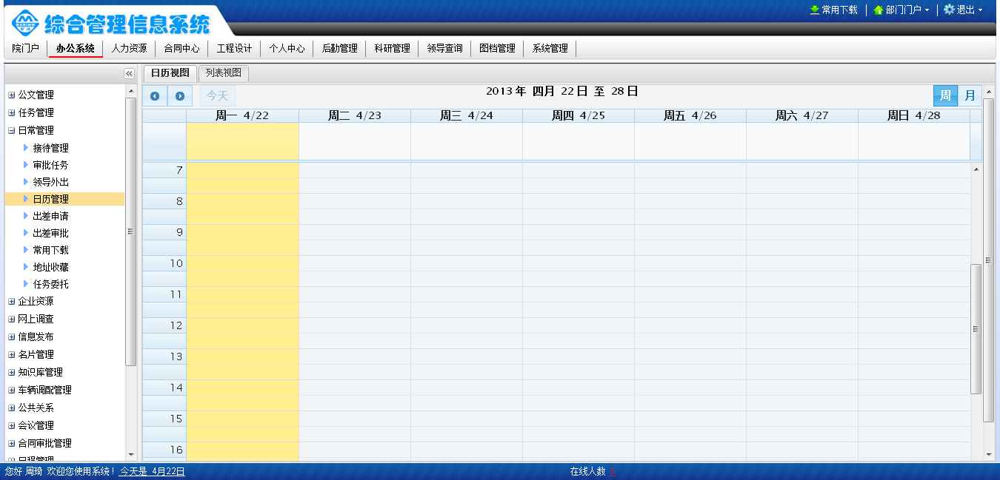 综合管理信息系统
常用下载 部门门户 退出
院门户 办公系统 人力资源 合同中心 工程设计 个人中心 后勤管理 科研管理 领导查询 图档管理 系统管理
日历视图 列表视图
今天 2013 年 四月 22 日 至 28 日 周 月
周一 4/22 周二 4/23 周三 4/24 周四 4/25 周五 4/26 周六 4/27 周日 4/28
公文管理
任务管理
日常管理
接待管理
审批任务
领导外出
日历管理
出差申请
出差审批
常用下载
地址收藏
任务委托
企业资源
网上调查
信息发布
名片管理
知识库管理
车辆调配管理
公共关系
会议管理
合同审批管理
日程管理
7
8
9
10
11
12
13
14
15
16
您好 周琦 欢迎您使用系统! 今天是 4月22日 在线人数